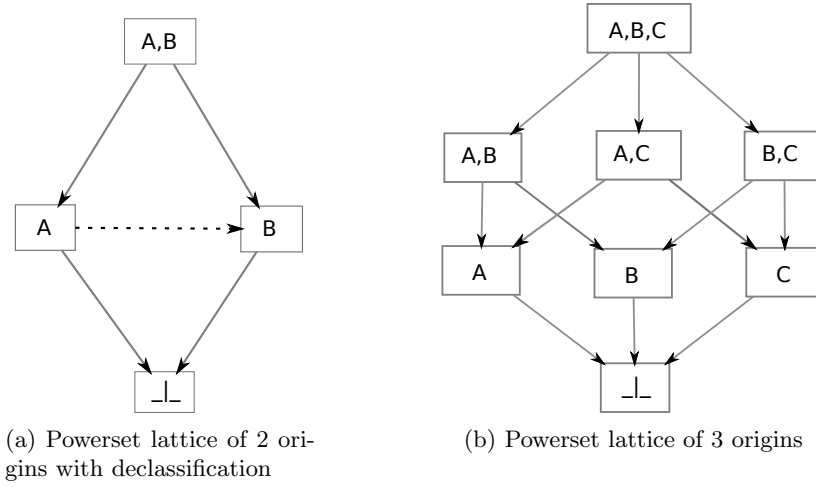 A,B
A
B
_|_
(a) Powerset lattice of 2 ori-
gins with declassification
A,B,C
A,B
A,C
B,C
A
B
C
_|_
(b) Powerset lattice of 3 origins